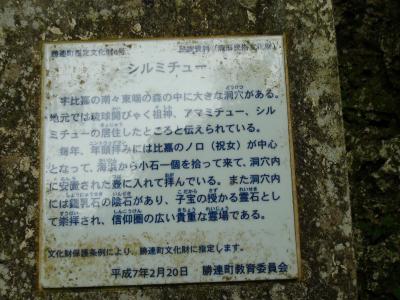 勝連町指定文化財
シルミチュー
字比嘉の南々東端の森の中に大きな洞穴がある。
地元では琉球開びゃく祖神、アマミチュー、シル
ミチューの居住したところと伝えられている。
毎年、年頭拝みには比嘉のノロ（祝女）が中心
となって、海浜から小石一個を拾って来て、洞穴内
に安置された壺に入れて拝んでいる。また洞穴内
には鍾乳石の陰石があり、子宝の授かる霊石とし
て崇拝され、信仰圏の広い貴重な霊場である。
文化財保護条例により、勝連町文化財に指定します。
平成7年2月20日　勝連町教育委員会